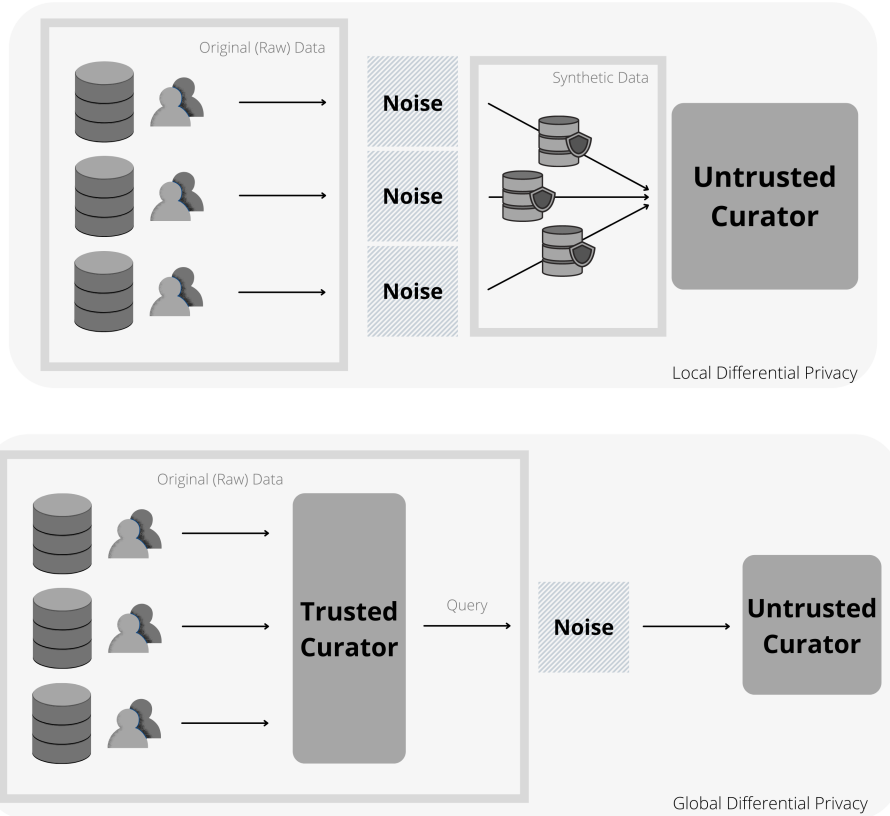 Original (Raw) Data
Synthetic Data
Noise
Noise
Noise
Untrusted
Curator
Local Differential Privacy
Original (Raw) Data
Trusted
Curator
Query
Noise
Untrusted
Curator
Global Differential Privacy